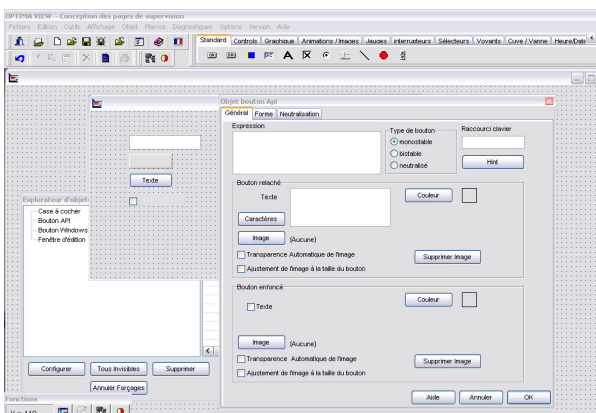 OPTIMA VIEW - Conception des pages de supervision
Fichiers Edition Outils Affichage Objet Macros Diagnostiques Options Version Aide
Standard Controls Graphique Animations / Images Jauges Interrupteurs Sélecteurs Voyants Cuve / Vanne Heure/Date
Objet bouton Api
Général Forme Neutralisation
Expression
Type de bouton
monostable
bistable
neutralisé
Raccourci clavier
Hint
Texte
Explorateur d'objet
Case à cocher
Bouton API
Bouton Windows
Fenêtre d'édition
Bouton relaché
Texte
Couleur
Caractères
Image (Aucune)
Transparence Automatique de l'image
Supprimer Image
Ajustement de l'image à la taille du bouton
Bouton enfoncé
Texte
Couleur
Image (Aucune)
Transparence Automatique de l'image
Supprimer Image
Ajustement de l'image à la taille du bouton
Configurer Tous Invisibles Supprimer
Annuler Forçages
Aide Annuler OK
Fonctions